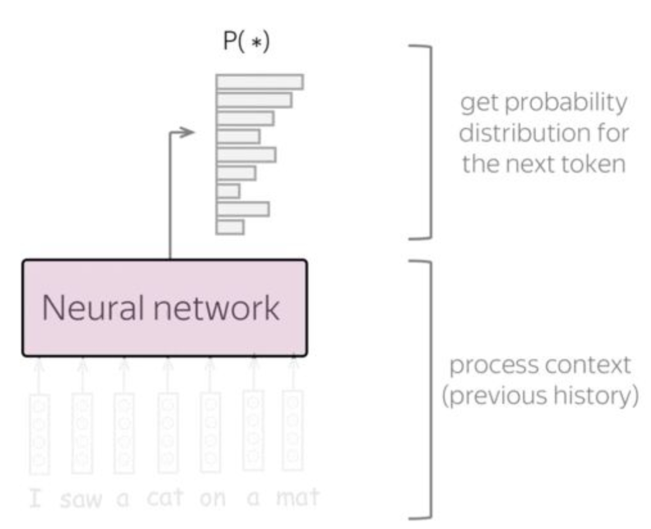 P( * )
get probability
distribution for
the next token
Neural network
process context
(previous history)
I saw a cat on a mat